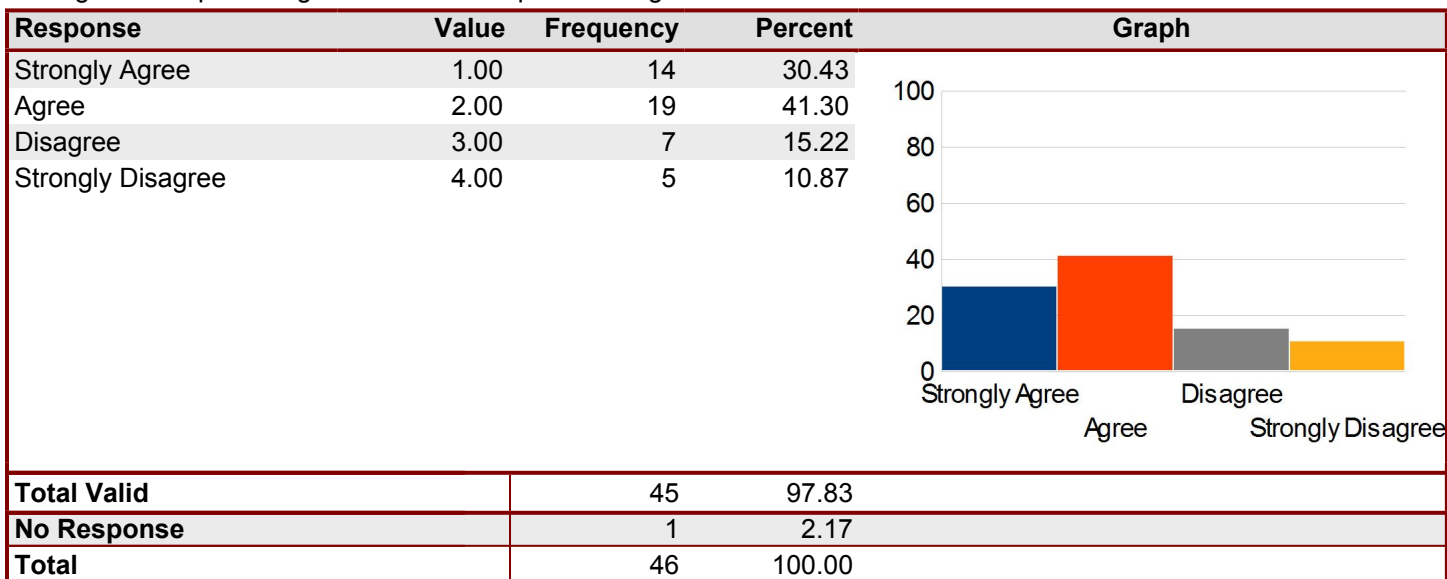 Response Value Frequency Percent Graph
Strongly Agree 1.00 14 30.43
Agree 2.00 19 41.30
Disagree 3.00 7 15.22
Strongly Disagree 4.00 5 10.87
100
80
60
40
20
0
Strongly Agree Disagree
Agree Strongly Disagree
Total Valid 45 97.83
No Response 1 2.17
Total 46 100.00